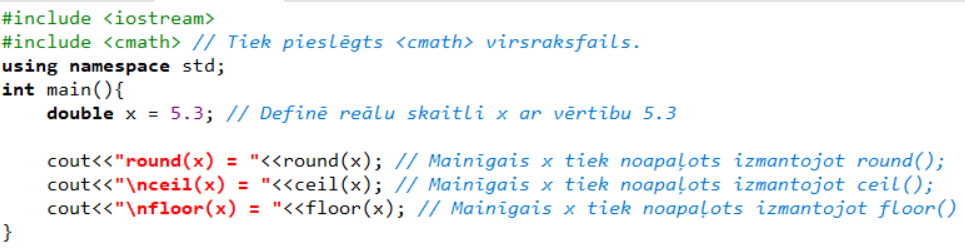 #include <iostream>
#include <cmath> // Tiek pieslēgts <cmath> virsraksfails.
using namespace std;
int main(){
    double x = 5.3; // Definē reālu skaitli x ar vērtību 5.3
    cout<<"round(x) = "<<round(x); // Mainīgais x tiek noapaļots izmantojot round();
    cout<<"\nceil(x) = "<<ceil(x); // Mainīgais x tiek noapaļots izmantojot ceil();
    cout<<"\nfloor(x) = "<<floor(x); // Mainīgais x tiek noapaļots izmantojot floor()
}